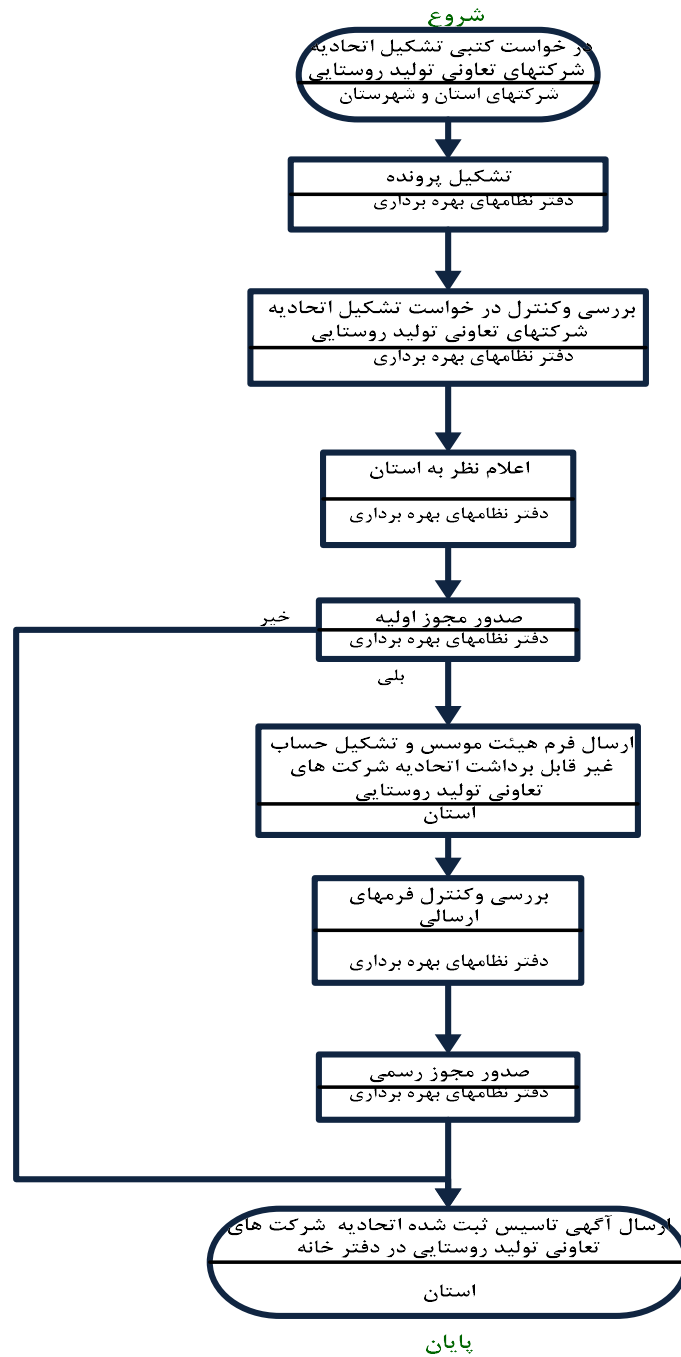 شروع
در خواست کتبی تشکیل اتحادیه
شرکتهای تعاونی تولید روستایی
شرکتهای استان و شهرستان
تشکیل پرونده
دفتر نظامهای بهره برداری
بررسی وکنترل در خواست تشکیل اتحادیه
شرکتهای تعاونی تولید روستایی
دفتر نظامهای بهره برداری
اعلام نظر به استان
دفتر نظامهای بهره برداری
خیر
صدور مجوز اولیه
دفتر نظامهای بهره برداری
بلی
ارسال فرم هیئت موسس و تشکیل حساب
غیر قابل برداشت اتحادیه شرکت های
تعاونی تولید روستایی
استان
بررسی وکنترل فرمهای
ارسالی
دفتر نظامهای بهره برداری
صدور مجوز رسمی
دفتر نظامهای بهره برداری
ارسال آگهی تاسیس ثبت شده اتحادیه شرکت های
تعاونی تولید روستایی در دفتر خانه
استان
پایان